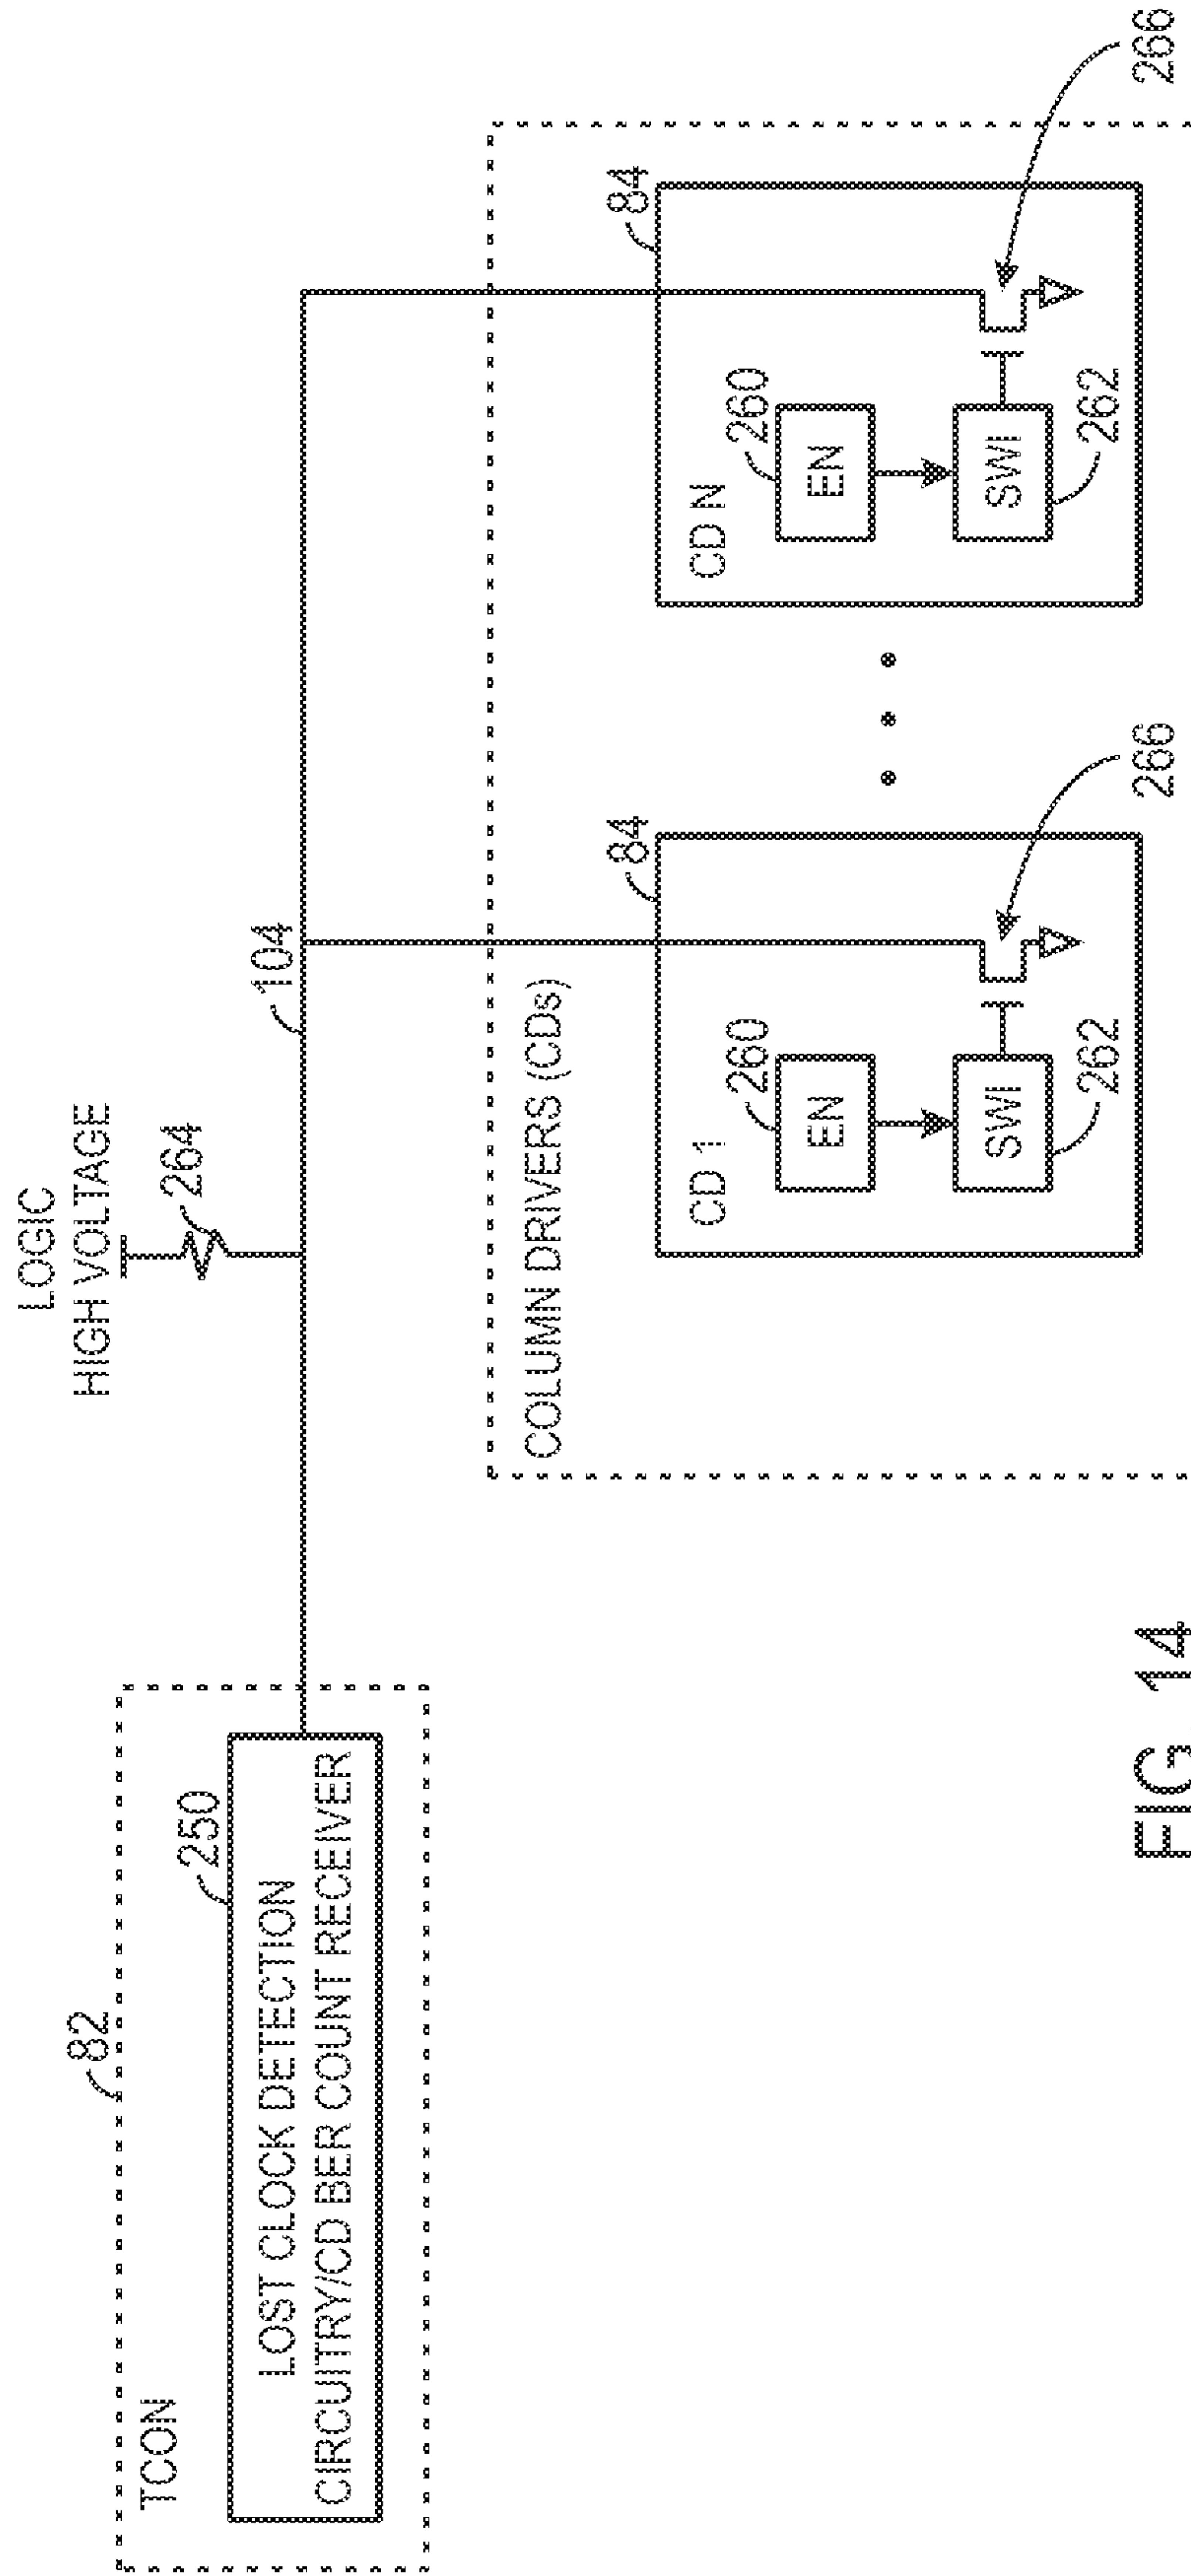 LOGIC
HIGH VOLTAGE
264
104
82
TCON
250
LOST CLOCK DETECTION
CIRCUITRY/CD BER COUNT RECEIVER
COLUMN DRIVERS (CDs)
84
CD 1
260
EN
SWI
262
266
84
CD N
260
EN
SWI
262
266
FIG. 14